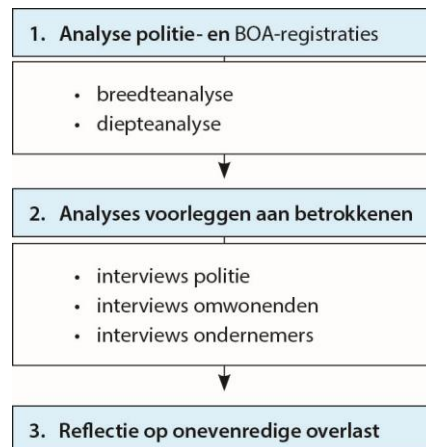 1. Analyse politie- en BOA-registraties
• breedteanalyse
• diepteanalyse
2. Analyses voorleggen aan betrokkenen
• interviews politie
• interviews omwonenden
• interviews ondernemers
3. Reflectie op onevenredige overlast